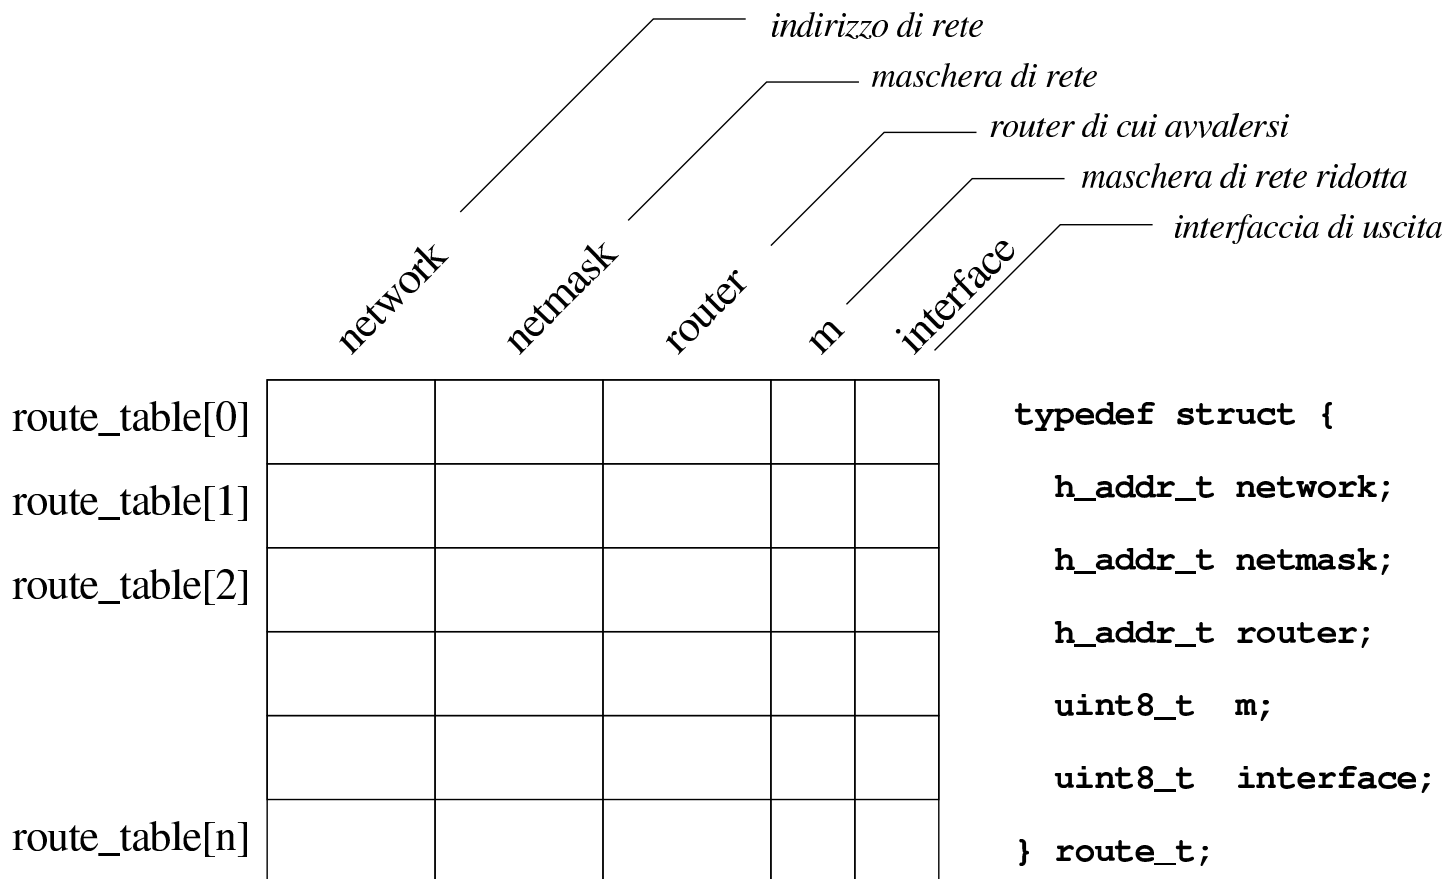 indirizzo di rete
maschera di rete
router di cui avvalersi
maschera di rete ridotta
interfaccia di uscita
network
netmask
router
m
interface
route_table[0]
route_table[1]
route_table[2]
route_table[n]
typedef struct {
h_addr_t network;
h_addr_t netmask;
h_addr_t router;
uint8_t m;
uint8_t interface;
} route_t;